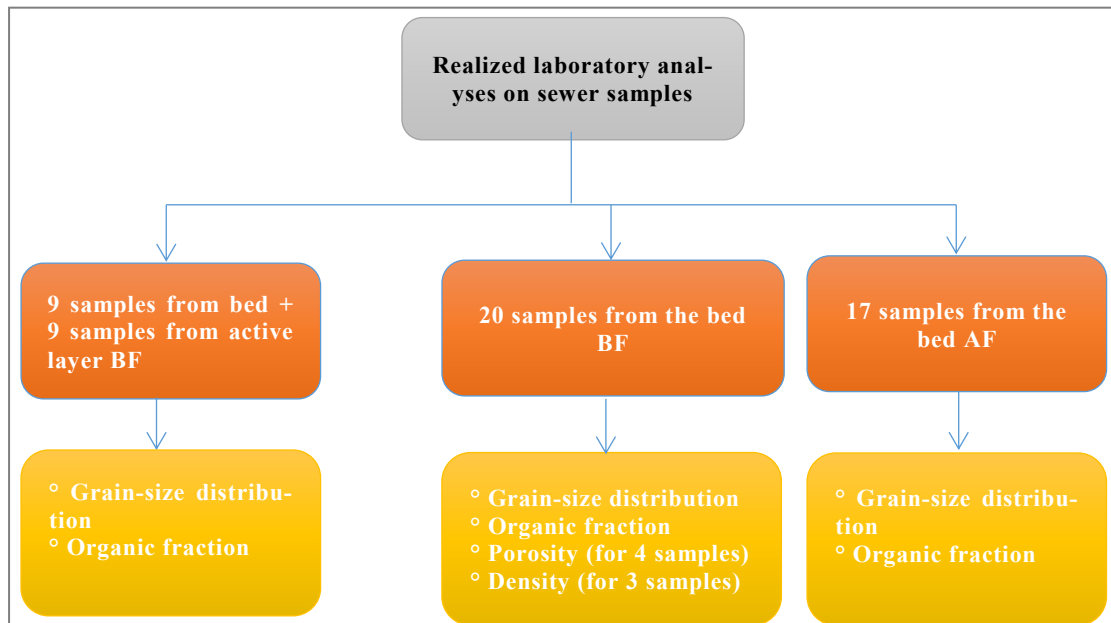 Realized laboratory anal-
yses on sewer samples
9 samples from bed +
9 samples from active
layer BF
20 samples from the bed
BF
17 samples from the
bed AF
° Grain-size distribu-
tion
° Organic fraction
° Grain-size distribution
° Organic fraction
° Porosity (for 4 samples)
° Density (for 3 samples)
° Grain-size distribu-
tion
° Organic fraction